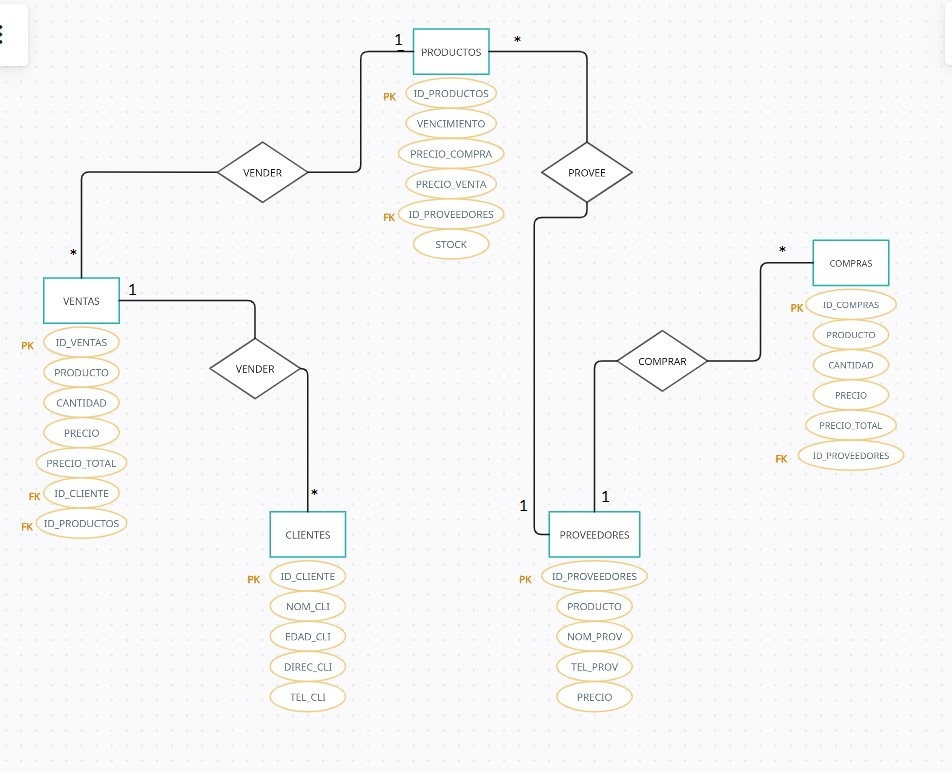 1
PRODUCTOS
*
PK
ID_PRODUCTOS
VENCIMIENTO
PRECIO_COMPRA
PRECIO_VENTA
FK
ID_PROVEEDORES
STOCK
VENDER
PROVEE
*
VENTAS
1
PK
ID_VENTAS
PRODUCTO
CANTIDAD
PRECIO
PRECIO_TOTAL
FK
ID_CLIENTE
FK
ID_PRODUCTOS
VENDER
*
CLIENTES
PK
ID_CLIENTE
NOM_CLI
EDAD_CLI
DIREC_CLI
TEL_CLI
*
COMPRAS
PK
ID_COMPRAS
PRODUCTO
CANTIDAD
PRECIO
PRECIO_TOTAL
FK
ID_PROVEEDORES
COMPRAR
1
1
PROVEEDORES
PK
ID_PROVEEDORES
PRODUCTO
NOM_PROV
TEL_PROV
PRECIO